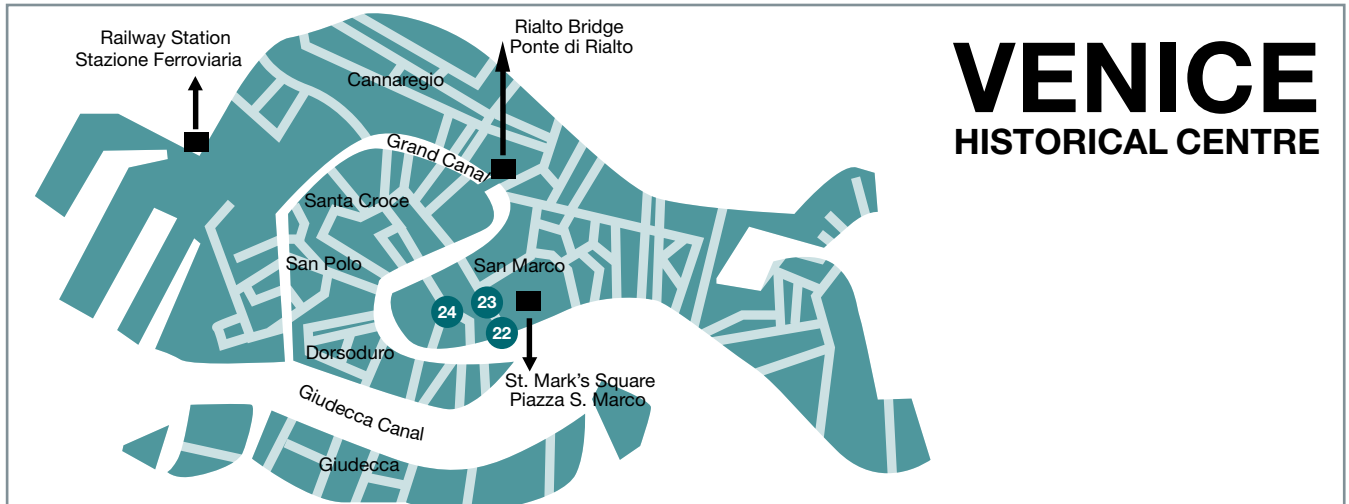 Railway Station
Stazione Ferroviaria
Rialto Bridge
Ponte di Rialto
VENICE
HISTORICAL CENTRE
Cannaregio
Grand Canal
Santa Croce
San Polo
San Marco
23
24
22
Dorsoduro
St. Mark's Square
Piazza S. Marco
Giudecca Canal
Giudecca